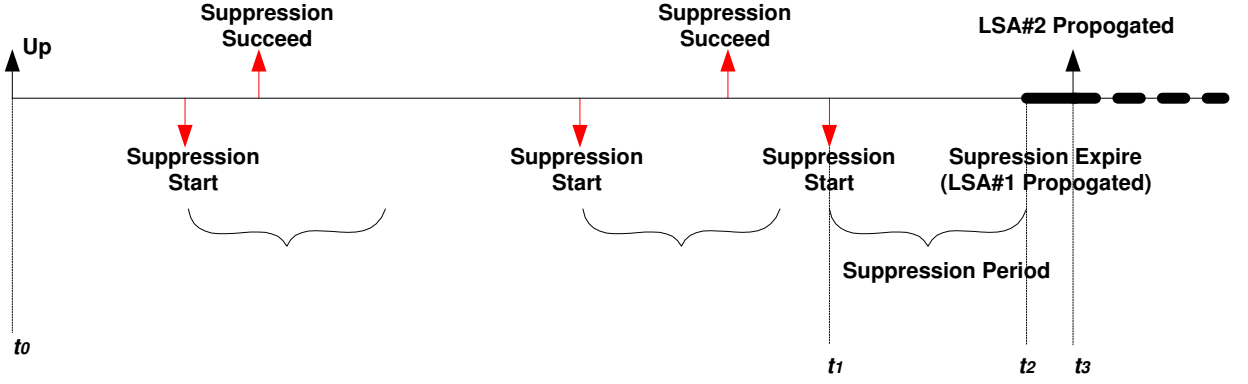 Suppression
Succeed
Suppression
Succeed
LSA#2 Propogated
Up
Suppression
Start
Suppression
Start
Suppression
Start
Supression Expire
(LSA#1 Propogated)
Suppression Period
t0
t1
t2
t3